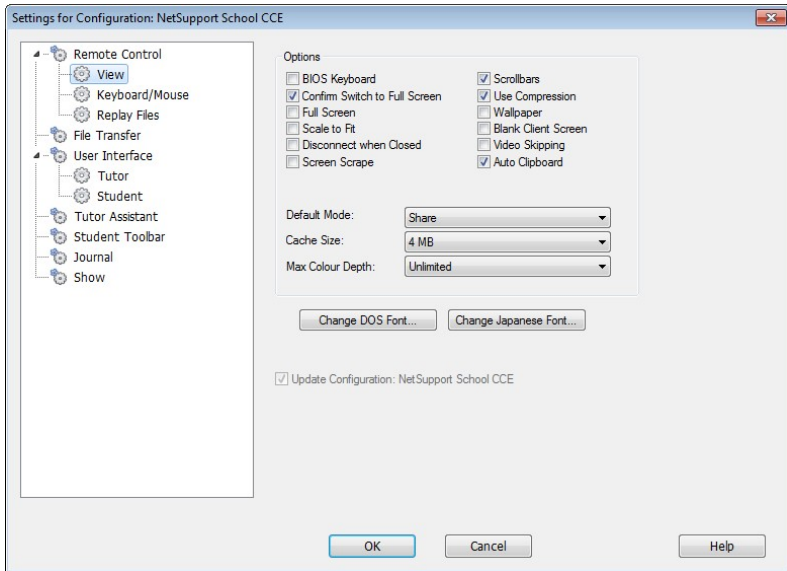 Settings for Configuration: NetSupport School CCE
Remote Control
View
Keyboard/Mouse
Replay Files
File Transfer
User Interface
Tutor
Student
Tutor Assistant
Student Toolbar
Journal
Show
Options
BIOS Keyboard
Confirm Switch to Full Screen
Full Screen
Scale to Fit
Disconnect when Closed
Screen Scrape
Scrollbars
Use Compression
Wallpaper
Blank Client Screen
Video Skipping
Auto Clipboard
Default Mode: Share
Cache Size: 4 MB
Max Colour Depth: Unlimited
Change DOS Font... Change Japanese Font...
Update Configuration: NetSupport School CCE
OK Cancel Help